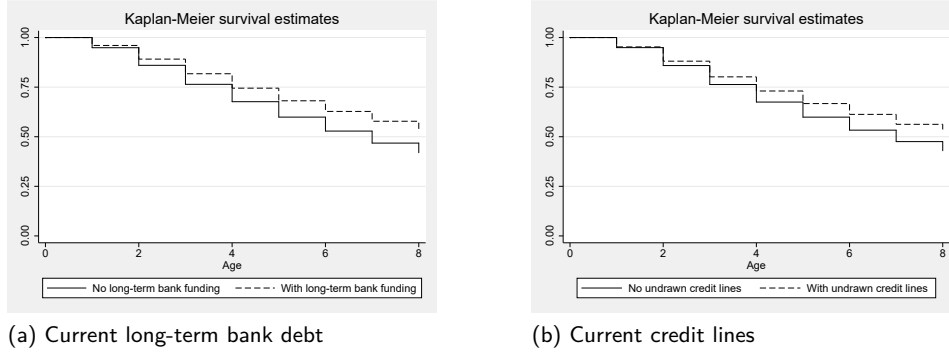 Kaplan-Meier survival estimates
1.00
0.75
0.50
0.25
0.00
0 2 4 6 8
Age
No long-term bank funding With long-term bank funding
(a) Current long-term bank debt
Kaplan-Meier survival estimates
1.00
0.75
0.50
0.25
0.00
0 2 4 6 8
Age
No undrawn credit lines With undrawn credit lines
(b) Current credit lines